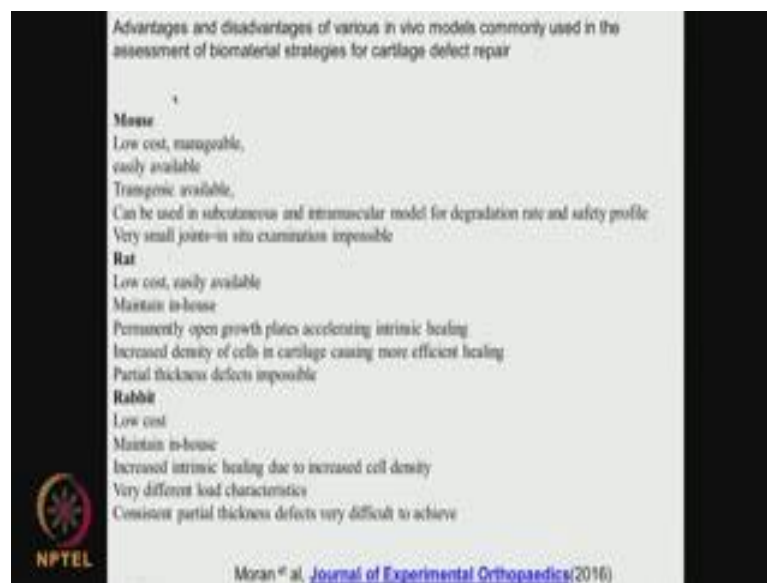 Advantages and disadvantages of various in vivo models commonly used in the
assessment of biomaterial strategies for cartilage defect repair
Mouse
Low cost, manageable,
easily available
Transgenic available,
Can be used in subcutaneous and intramuscular model for degradation rate and safety profile
Very small joints-in situ examination impossible
Rat
Low cost, easily available
Maintain in-house
Permanently open growth plates accelerating intrinsic healing
Increased density of cells in cartilage causing more efficient healing
Partial thickness defects impossible
Rabbit
Low cost
Maintain in-house
Increased intrinsic healing due to increased cell density
Very different load characteristics
Consistent partial thickness defects very difficult to achieve
NPTEL
Moran et al, Journal of Experimental Orthopaedics(2016)